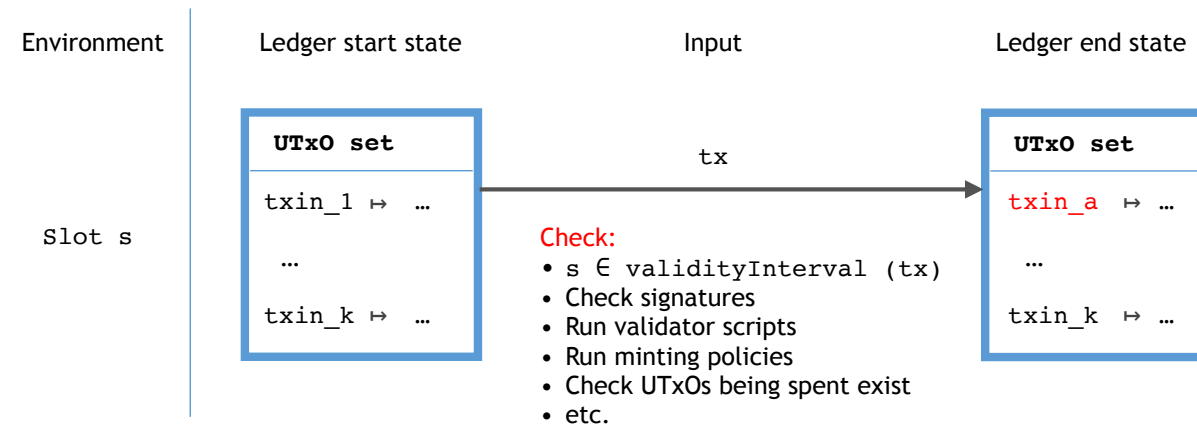 Environment
Ledger start state
Input
Ledger end state
UTxO set
txin_1 ↦ …
…
txin_k ↦ …
Slot s
tx
Check:
• s ∈ validityInterval (tx)
• Check signatures
• Run validator scripts
• Run minting policies
• Check UTxOs being spent exist
• etc.
UTxO set
txin_a ↦ …
…
txin_k ↦ …